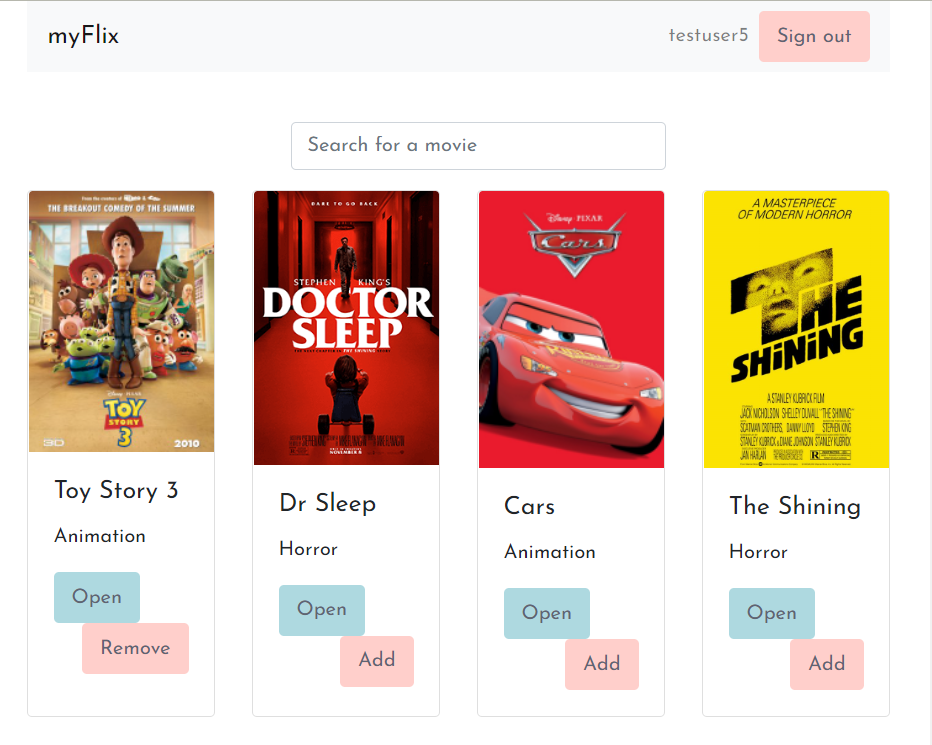 myFlix
testuser5 Sign out
Search for a movie
THE BREAKOUT COMEDY OF THE SUMMER
Disney PIXAR
TOY
STORY
3
3D
2010
DARE TO GO BACK
STEPHEN KING'S
DOCTOR
SLEEP
NOVEMBER 8
Disney PIXAR
Cars
A MASTERPIECE
OF MODERN HORROR
THE
SHiNiNG
A STANLEY KUBRICK FILM
JACK NICHOLSON SHELLEY DUVALL "THE SHINING"
SCATMAN CROTHERS, DANNY LLOYD STEPHEN KING
STANLEY KUBRICK & DIANE JOHNSON STANLEY KUBRICK
JAN HARLAN
R
Toy Story 3
Animation
Open
Remove
Dr Sleep
Horror
Open
Add
Cars
Animation
Open
Add
The Shining
Horror
Open
Add